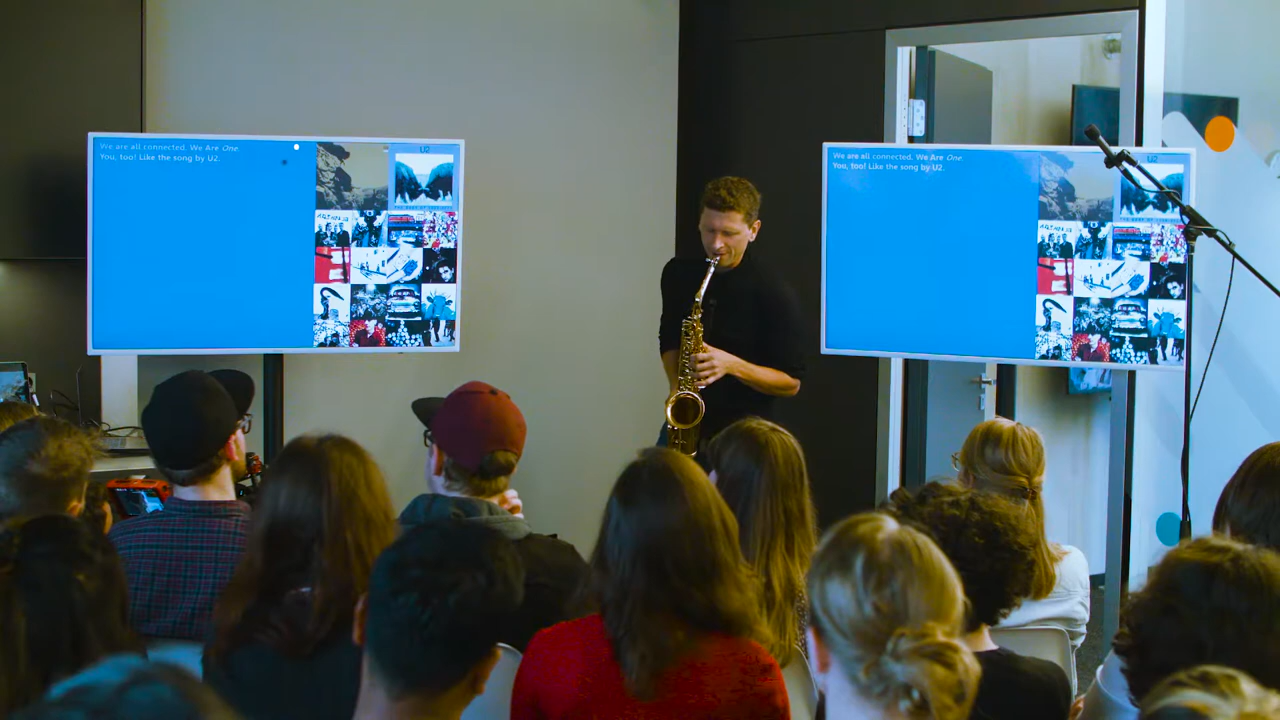 We are all connected. We Are One.
You, too! Like the song by U2.
U2
We are all connected. We Are One.
You, too! Like the song by U2.
U2